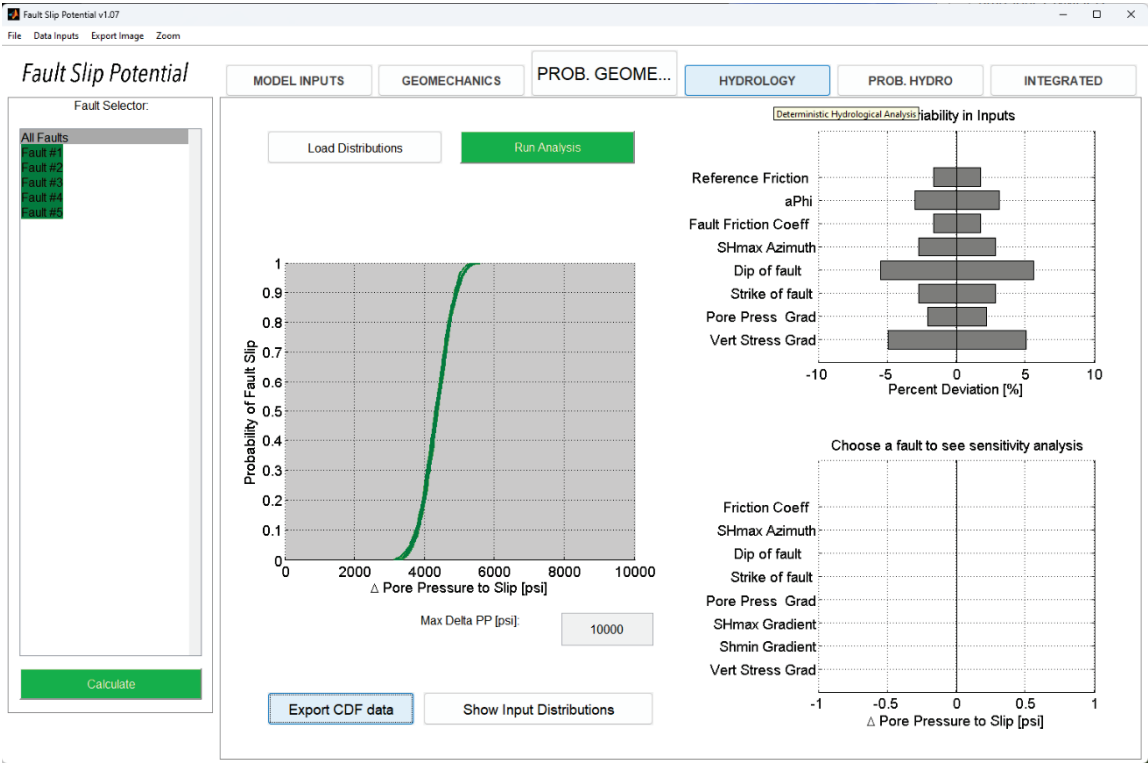 Fault Slip Potential v1.07
File Data Inputs Export Image Zoom
Fault Slip Potential
MODEL INPUTS
GEOMECHANICS
PROB. GEOME...
HYDROLOGY
PROB. HYDRO
INTEGRATED
Fault Selector:
All Faults
Fault #1
Fault #2
Fault #3
Fault #4
Fault #5
Calculate
Load Distributions
Run Analysis
1
0.9
0.8
0.7
0.6
0.5
0.4
0.3
0.2
0.1
0
Probability of Fault Slip
0 2000 4000 6000 8000 10000
Δ Pore Pressure to Slip [psi]
Max Delta PP [psi]:
10000
Export CDF data
Show Input Distributions
Deterministic Hydrological Analysis
iability in Inputs
Reference Friction
aPhi
Fault Friction Coeff
SHmax Azimuth
Dip of fault
Strike of fault
Pore Press Grad
Vert Stress Grad
-10 -5 0 5 10
Percent Deviation [%]
Choose a fault to see sensitivity analysis
Friction Coeff
SHmax Azimuth
Dip of fault
Strike of fault
Pore Press Grad
SHmax Gradient
Shmin Gradient
Vert Stress Grad
-1 -0.5 0 0.5 1
Δ Pore Pressure to Slip [psi]